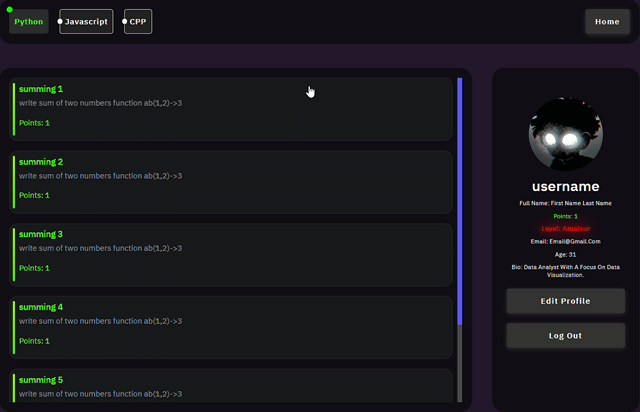 Python
Javascript
CPP
Home
summing 1
write sum of two numbers function ab(1,2)->3
Points: 1
summing 2
write sum of two numbers function ab(1,2)->3
Points: 1
summing 3
write sum of two numbers function ab(1,2)->3
Points: 1
summing 4
write sum of two numbers function ab(1,2)->3
Points: 1
summing 5
write sum of two numbers function ab(1,2)->3
username
Full Name: First Name Last Name
Points: 1
Level: Amateur
Email: Email@Gmail.Com
Age: 31
Bio: Data Analyst With A Focus On Data
Visualization.
Edit Profile
Log Out